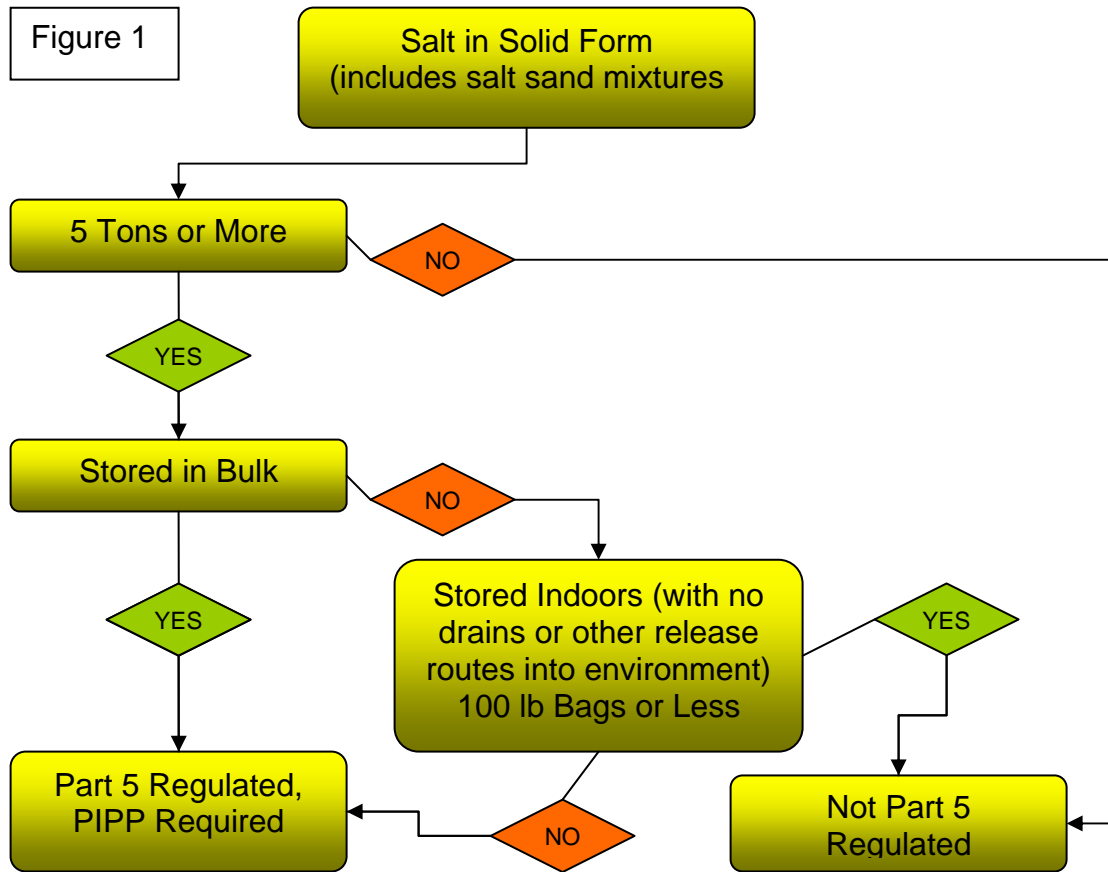 Figure 1
Salt in Solid Form
(includes salt sand mixtures
5 Tons or More
NO
YES
Stored in Bulk
NO
Stored Indoors (with no
drains or other release
routes into environment)
100 lb Bags or Less
YES
YES
Part 5 Regulated,
PIPP Required
NO
Not Part 5
Regulated